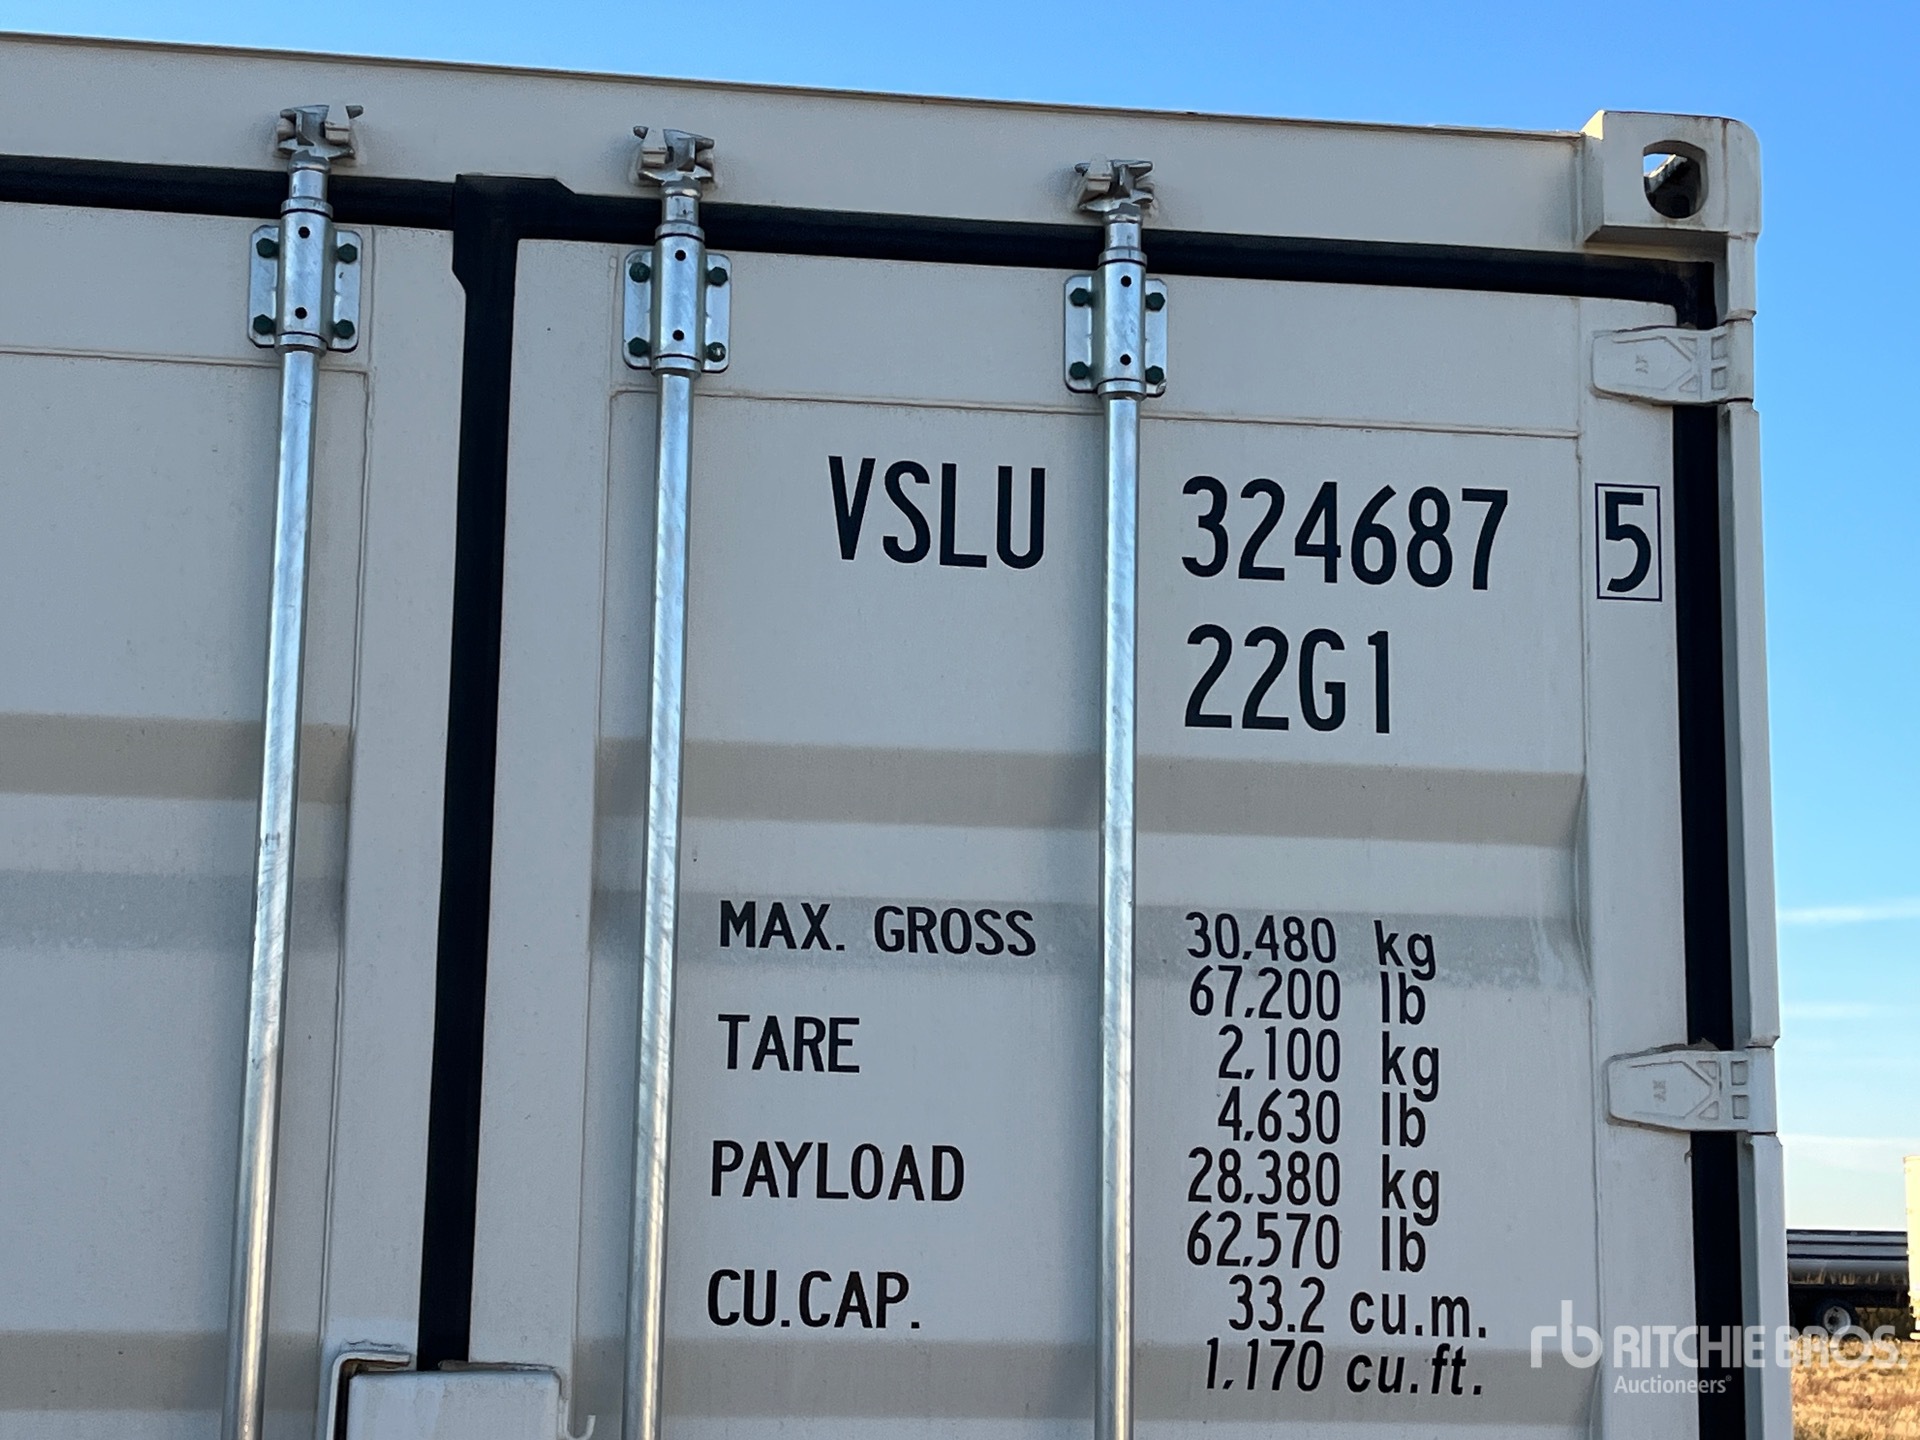 VSLU 324687 5
22G1
MAX. GROSS 30,480 kg
67,200 lb
TARE 2,100 kg
4,630 lb
PAYLOAD 28,380 kg
62,570 lb
CU.CAP. 33.2 cu.m.
1,170 cu.ft.
rb RITCHIE BROS.
Auctioneers®